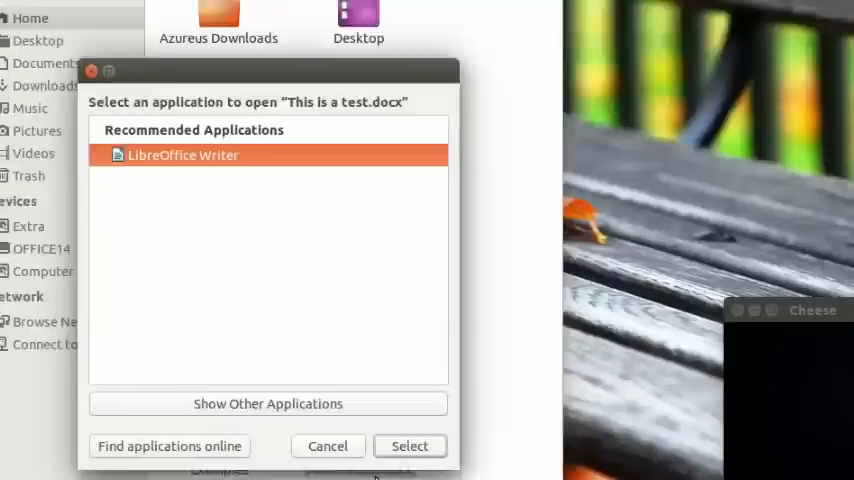 Home
Desktop
Documents
Downloads
Music
Pictures
Videos
Trash
evices
Extra
OFFICE14
Computer
etwork
Browse Ne
Connect to
Azureus Downloads
Desktop
Select an application to open “This is a test.docx”
Recommended Applications
LibreOffice Writer
Show Other Applications
Find applications online
Cancel
Select
Cheese